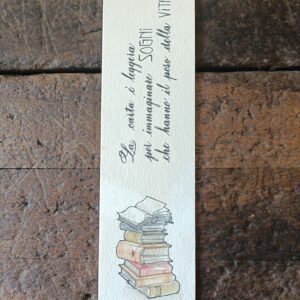 La carta è leggera
per immaginare SOGNI
che hanno il peso della VITA